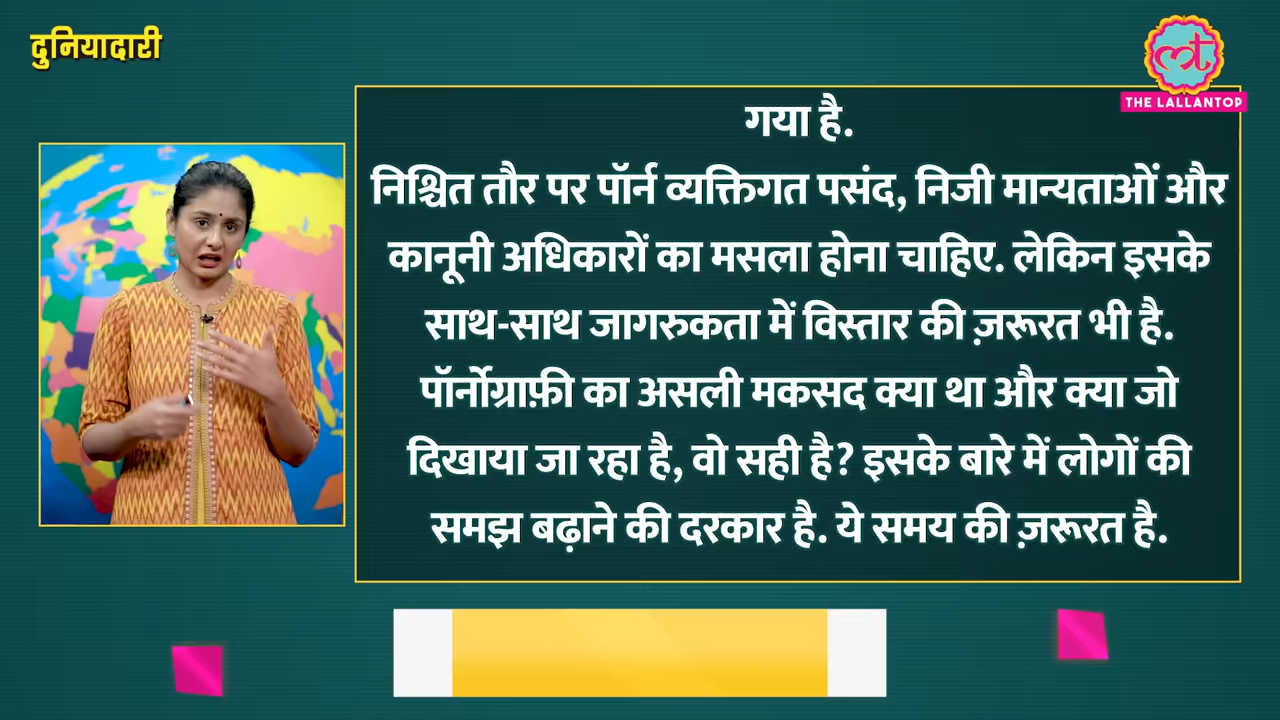 दुनियादारी
THE LALLANTOP
गया है.
निश्चित तौर पर पॉर्न व्यक्तिगत पसंद, निजी मान्यताओं और
कानूनी अधिकारों का मसला होना चाहिए. लेकिन इसके
साथ-साथ जागरुकता में विस्तार की ज़रूरत भी है.
पॉर्नोग्राफ़ी का असली मकसद क्या था और क्या जो
दिखाया जा रहा है, वो सही है? इसके बारे में लोगों की
समझ बढ़ाने की दरकार है. ये समय की ज़रूरत है.